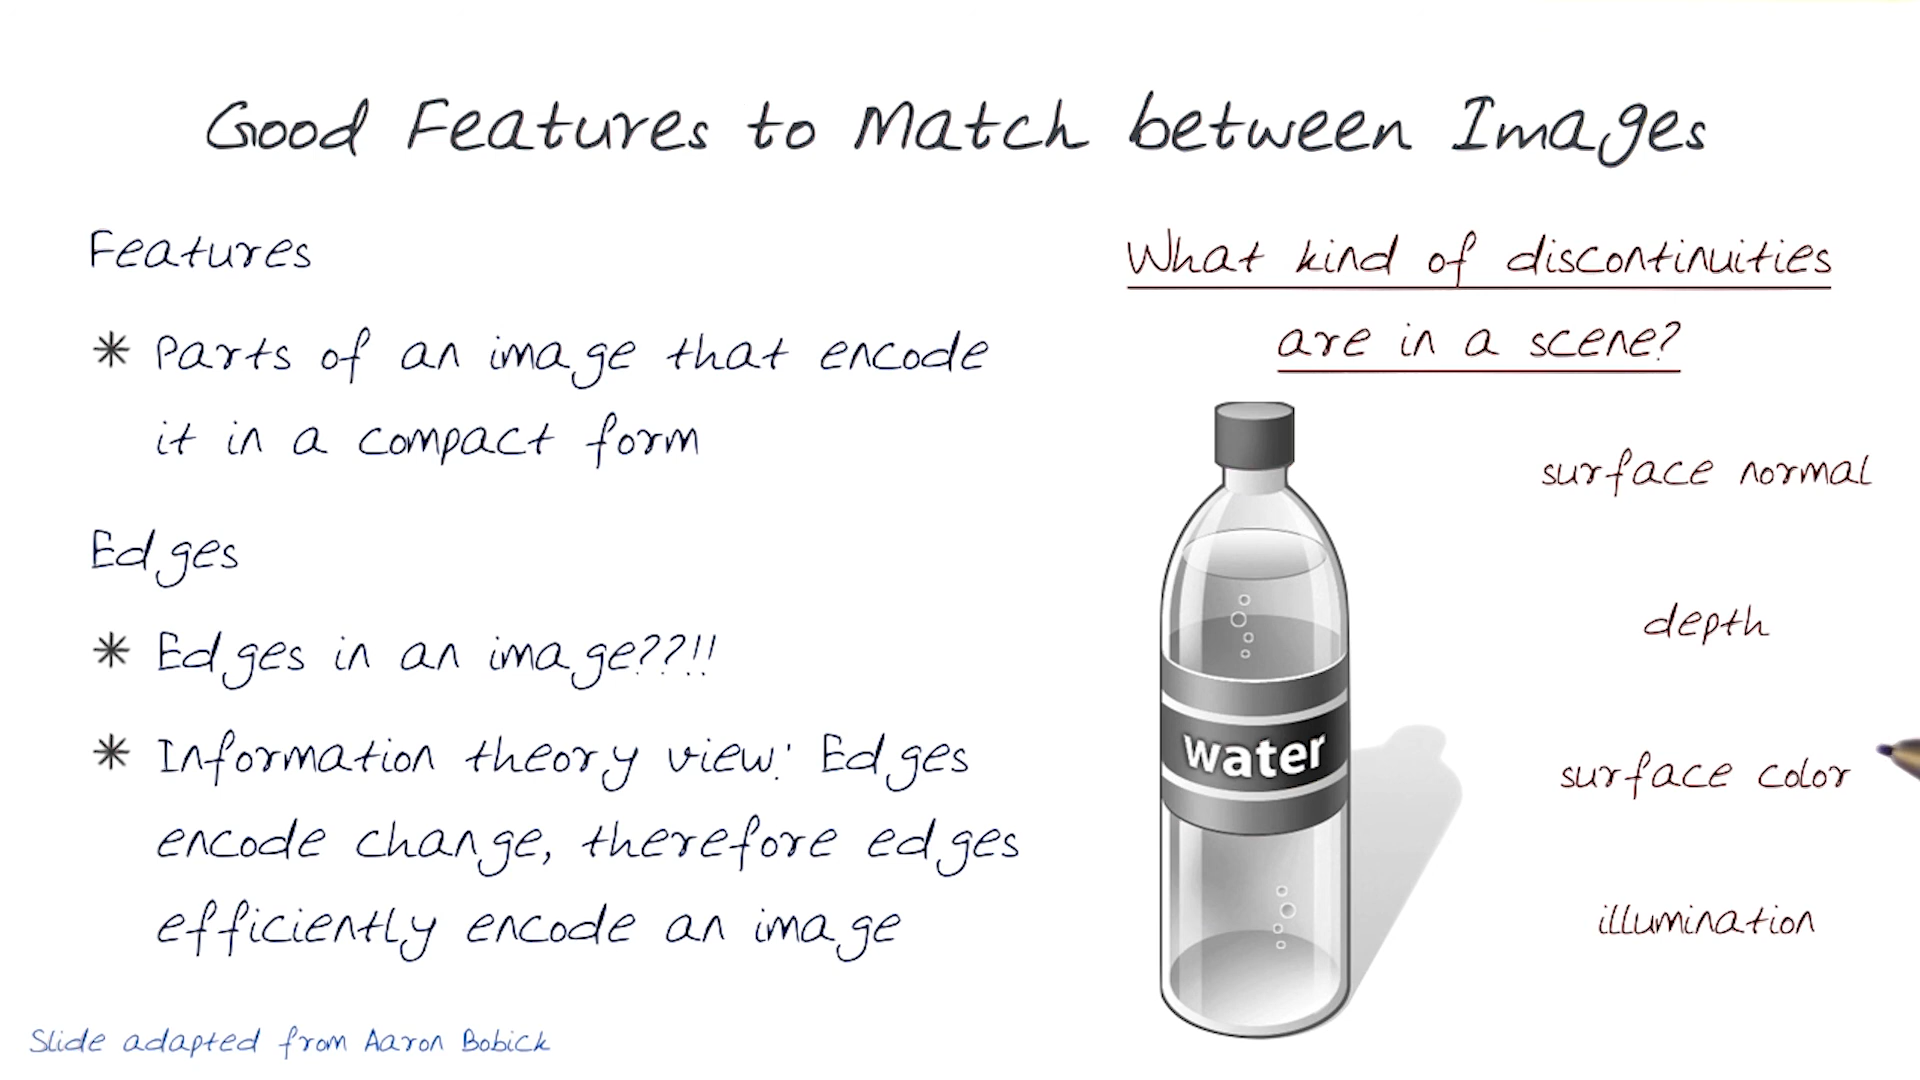 Good Features to Match between Images
Features
* Parts of an image that encode
it in a compact form
Edges
* Edges in an image??!!
* Information theory view: Edges
encode change, therefore edges
efficiently encode an image
Slide adapted from Aaron Bobick
What kind of discontinuities
are in a scene?
surface normal
depth
surface color
illumination
water